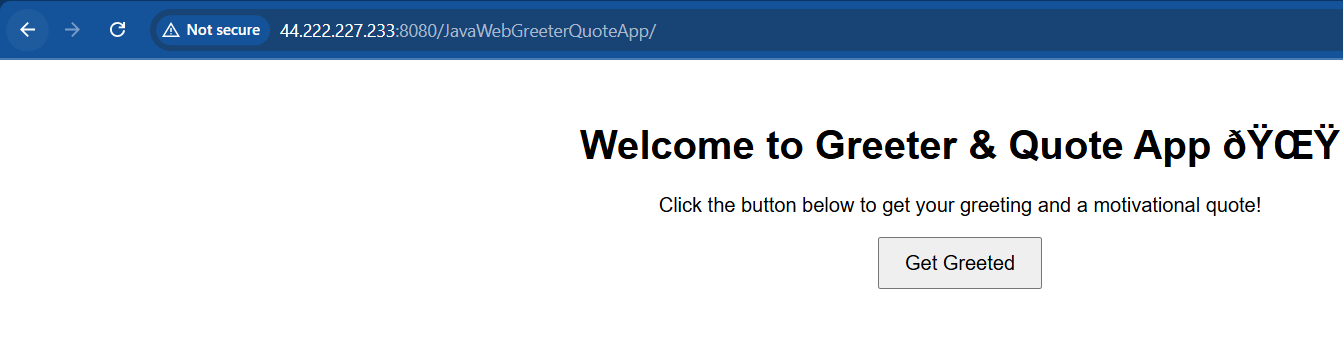 Not secure 44.222.227.233:8080/JavaWebGreeterQuoteApp/
Welcome to Greeter & Quote App ðŸŒŸ
Click the button below to get your greeting and a motivational quote!
Get Greeted